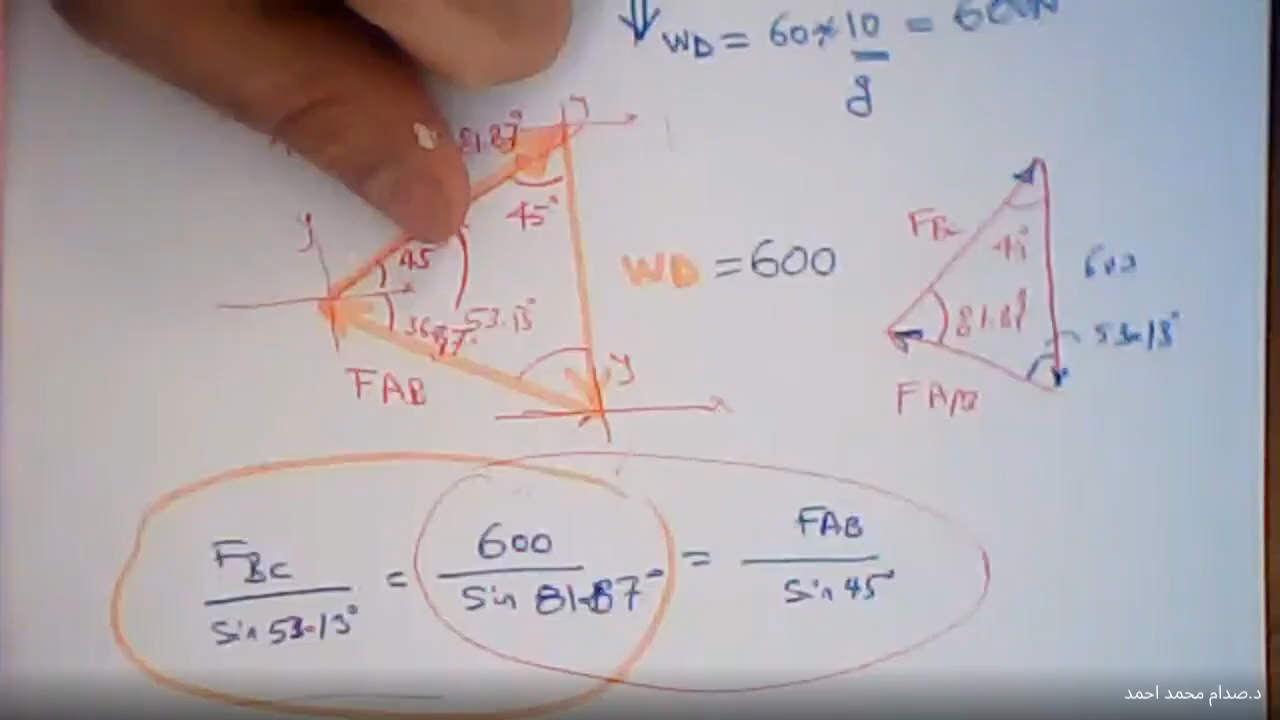 WD = 60 * 10 = 600N
g
81.87°
y
45°
y
45
WD = 600
36.87°
53.13°
FAB
y
x
FBC
45°
600
81.87
53.13°
FAB
FBC / Sin 53.13° = 600 / Sin 81.87° = FAB / Sin 45°
د.صدام محمد احمد